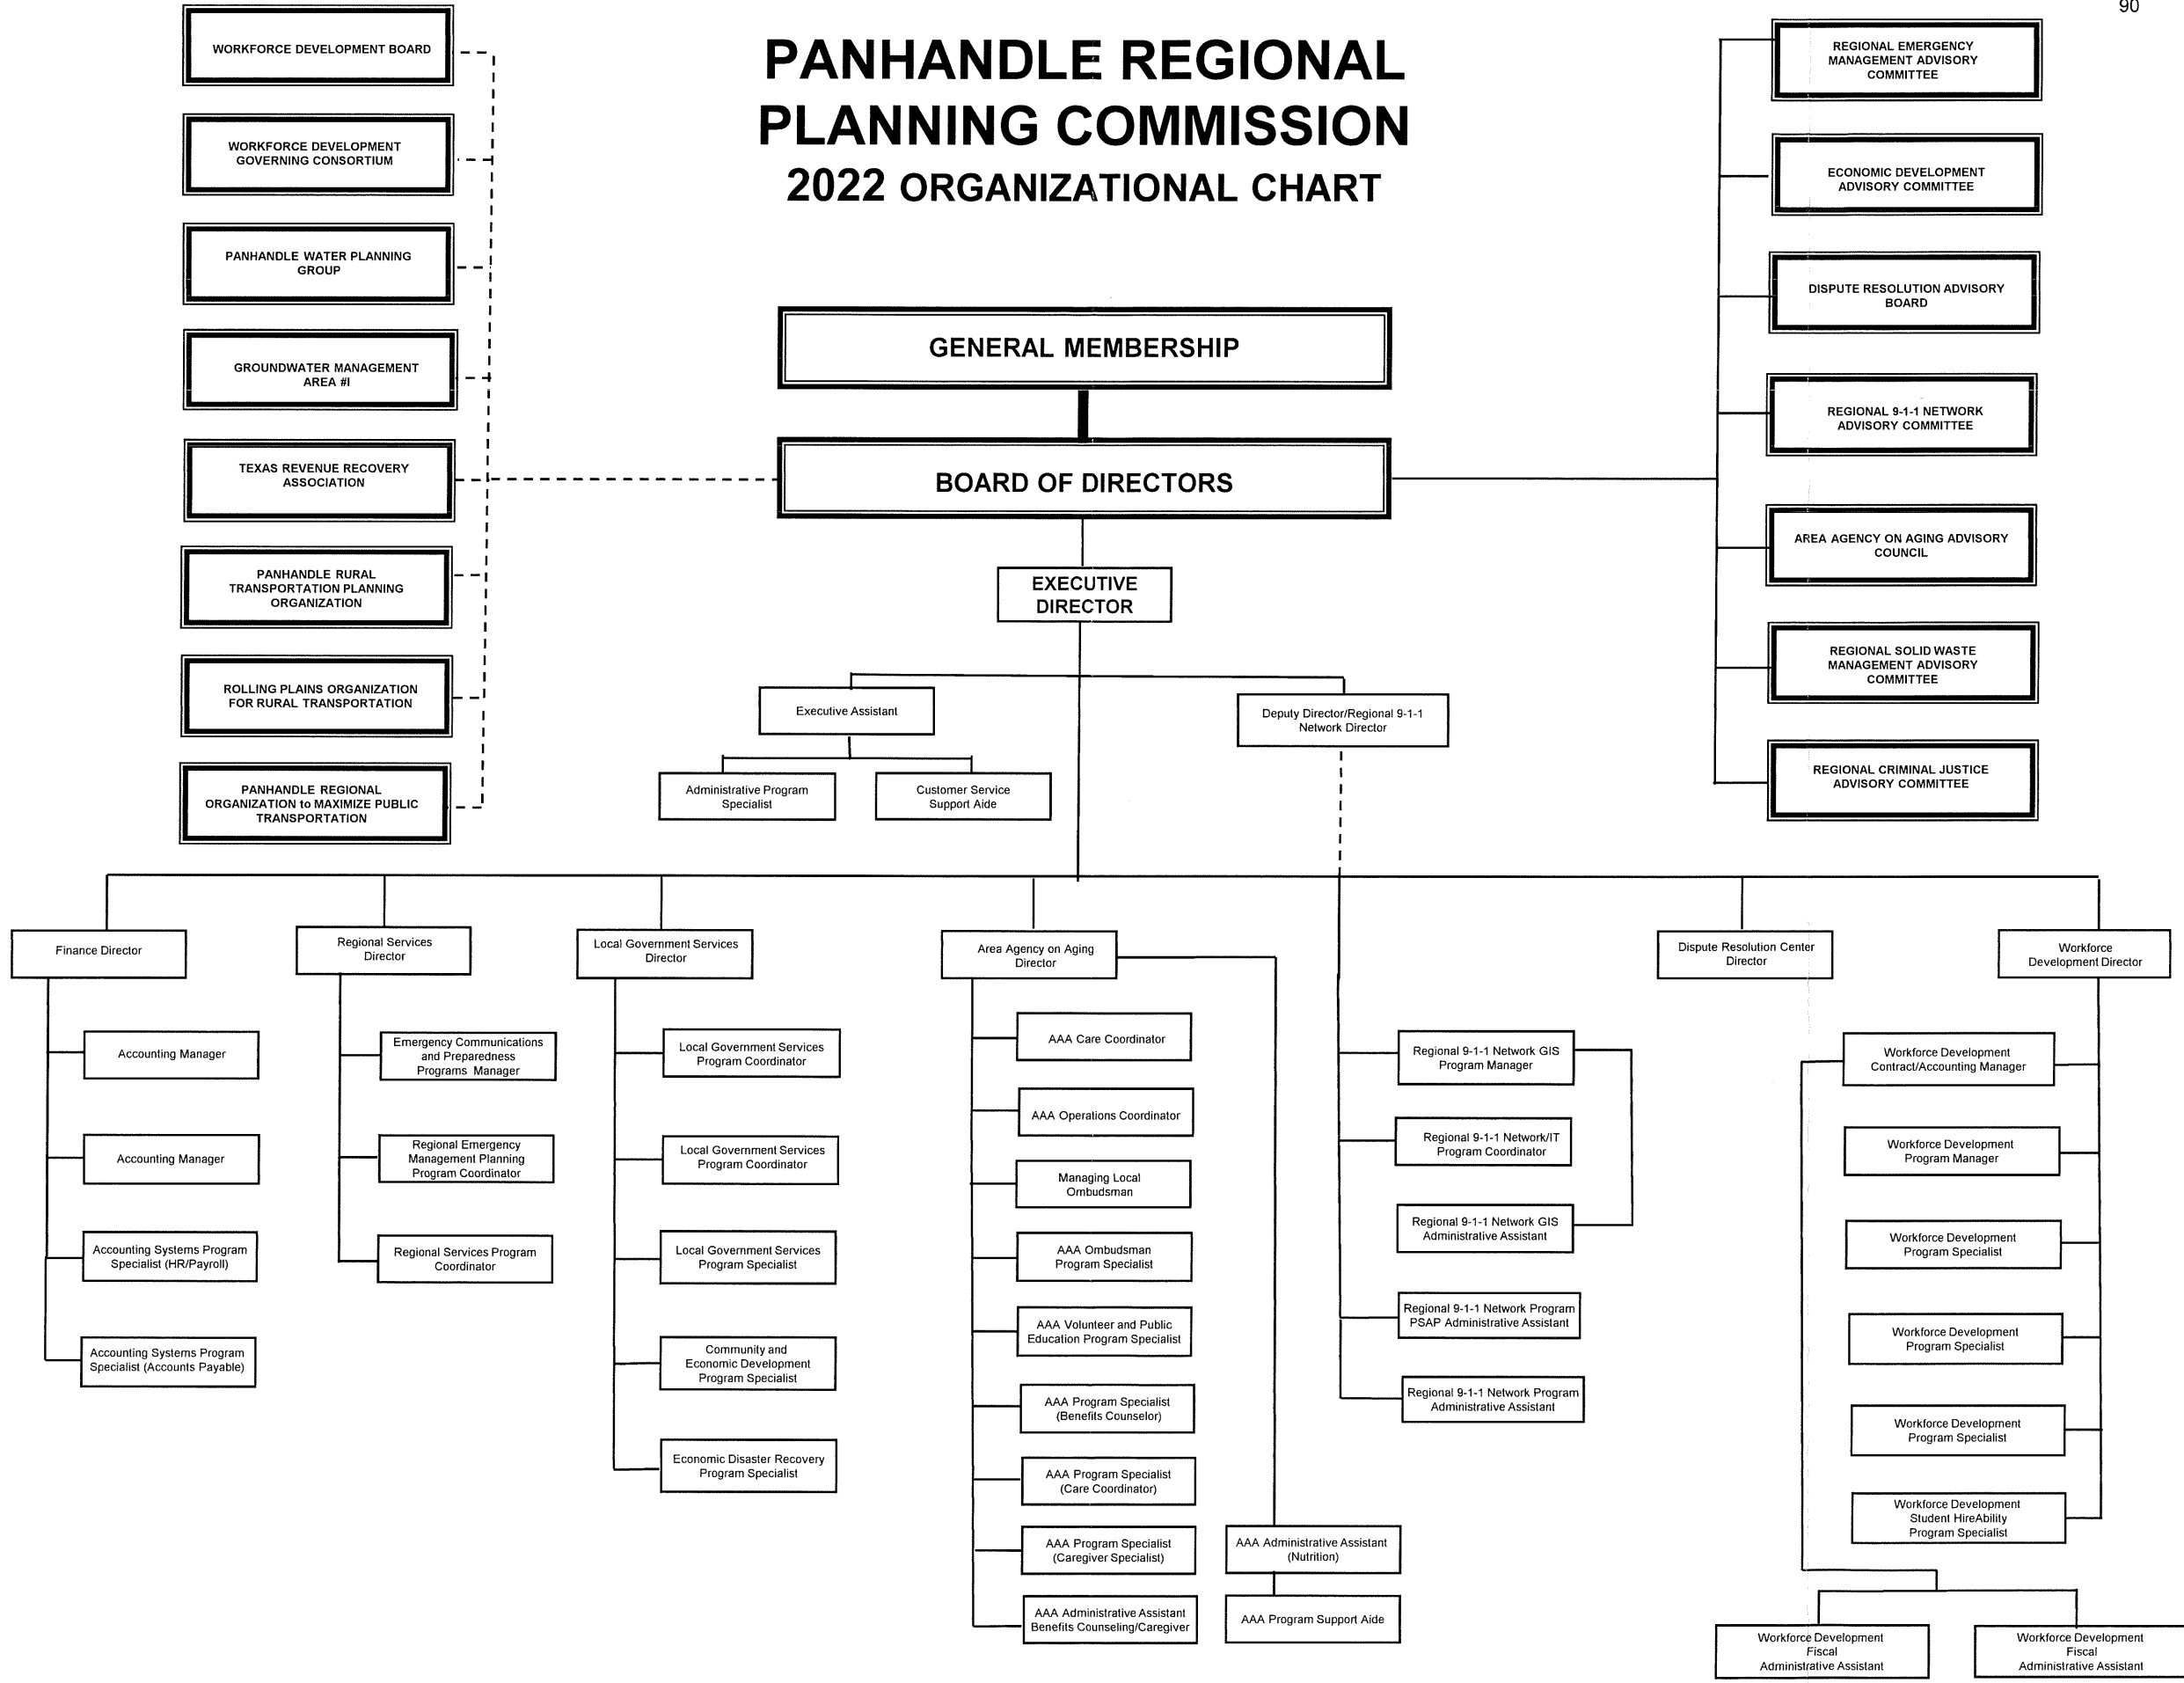 90
PANHANDLE REGIONAL
PLANNING COMMISSION
2022 ORGANIZATIONAL CHART
WORKFORCE DEVELOPMENT BOARD
WORKFORCE DEVELOPMENT
GOVERNING CONSORTIUM
PANHANDLE WATER PLANNING
GROUP
GROUNDWATER MANAGEMENT
AREA #I
TEXAS REVENUE RECOVERY
ASSOCIATION
PANHANDLE RURAL
TRANSPORTATION PLANNING
ORGANIZATION
ROLLING PLAINS ORGANIZATION
FOR RURAL TRANSPORTATION
PANHANDLE REGIONAL
ORGANIZATION to MAXIMIZE PUBLIC
TRANSPORTATION
GENERAL MEMBERSHIP
BOARD OF DIRECTORS
EXECUTIVE
DIRECTOR
Executive Assistant
Deputy Director/Regional 9-1-1
Network Director
Administrative Program
Specialist
Customer Service
Support Aide
REGIONAL EMERGENCY
MANAGEMENT ADVISORY
COMMITTEE
ECONOMIC DEVELOPMENT
ADVISORY COMMITTEE
DISPUTE RESOLUTION ADVISORY
BOARD
REGIONAL 9-1-1 NETWORK
ADVISORY COMMITTEE
AREA AGENCY ON AGING ADVISORY
COUNCIL
REGIONAL SOLID WASTE
MANAGEMENT ADVISORY
COMMITTEE
REGIONAL CRIMINAL JUSTICE
ADVISORY COMMITTEE
Finance Director
Accounting Manager
Accounting Manager
Accounting Systems Program
Specialist (HR/Payroll)
Accounting Systems Program
Specialist (Accounts Payable)
Regional Services
Director
Emergency Communications
and Preparedness
Programs Manager
Regional Emergency
Management Planning
Program Coordinator
Regional Services Program
Coordinator
Local Government Services
Director
Local Government Services
Program Coordinator
Local Government Services
Program Coordinator
Local Government Services
Program Specialist
Community and
Economic Development
Program Specialist
Economic Disaster Recovery
Program Specialist
Area Agency on Aging
Director
AAA Care Coordinator
AAA Operations Coordinator
Managing Local
Ombudsman
AAA Ombudsman
Program Specialist
AAA Volunteer and Public
Education Program Specialist
AAA Program Specialist
(Benefits Counselor)
AAA Program Specialist
(Care Coordinator)
AAA Program Specialist
(Caregiver Specialist)
AAA Administrative Assistant
Benefits Counseling/Caregiver
AAA Administrative Assistant
(Nutrition)
AAA Program Support Aide
Regional 9-1-1 Network GIS
Program Manager
Regional 9-1-1 Network/IT
Program Coordinator
Regional 9-1-1 Network GIS
Administrative Assistant
Regional 9-1-1 Network Program
PSAP Administrative Assistant
Regional 9-1-1 Network Program
Administrative Assistant
Dispute Resolution Center
Director
Workforce
Development Director
Workforce Development
Contract/Accounting Manager
Workforce Development
Program Manager
Workforce Development
Program Specialist
Workforce Development
Program Specialist
Workforce Development
Program Specialist
Workforce Development
Student HireAbility
Program Specialist
Workforce Development
Fiscal
Administrative Assistant
Workforce Development
Fiscal
Administrative Assistant